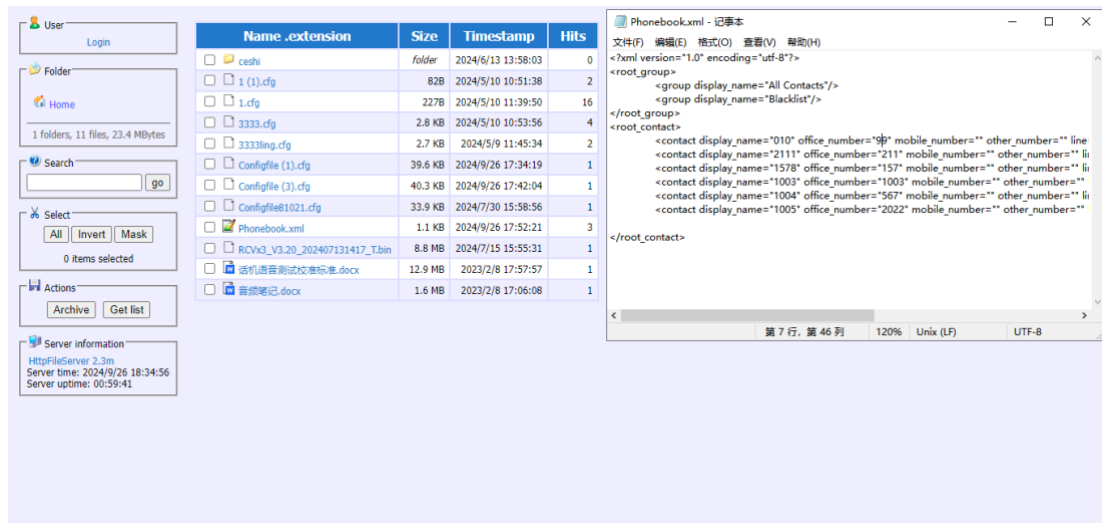 User
Login
Folder
Home
1 folders, 11 files, 23.4 MBytes
Search
go
Select
All Invert Mask
0 items selected
Actions
Archive Get list
Server information
HttpFileServer 2.3m
Server time: 2024/9/26 18:34:56
Server uptime: 00:59:41
Name .extension Size Timestamp Hits
ceshi folder 2024/6/13 13:58:03 0
1 (1).cfg 82B 2024/5/10 10:51:38 2
1.cfg 227B 2024/5/10 11:39:50 16
3333.cfg 2.8 KB 2024/5/10 10:53:56 4
3333ling.cfg 2.7 KB 2024/5/9 11:45:34 2
Configfile (1).cfg 39.6 KB 2024/9/26 17:34:19 1
Configfile (3).cfg 40.3 KB 2024/9/26 17:42:04 1
Configfile81021.cfg 33.9 KB 2024/7/30 15:58:56 1
Phonebook.xml 1.1 KB 2024/9/26 17:52:21 3
RCVx3_V3.20_202407131417_T.bin 8.8 MB 2024/7/15 15:55:31 1
话机语音测试校准标准.docx 12.9 MB 2023/2/8 17:57:57 1
音频笔记.docx 1.6 MB 2023/2/8 17:06:08 1
Phonebook.xml - 记事本
文件(F) 编辑(E) 格式(O) 查看(V) 帮助(H)
<?xml version="1.0" encoding="utf-8"?>
<root_group>
<group display_name="All Contacts"/>
<group display_name="Blacklist"/>
</root_group>
<root_contact>
<contact display_name="010" office_number="99" mobile_number="" other_number="" line
<contact display_name="2111" office_number="211" mobile_number="" other_number="" li
<contact display_name="1578" office_number="157" mobile_number="" other_number="" li
<contact display_name="1003" office_number="1003" mobile_number="" other_number=""
<contact display_name="1004" office_number="567" mobile_number="" other_number="" li
<contact display_name="1005" office_number="2022" mobile_number="" other_number=""
</root_contact>
第 7 行，第 46 列 120% Unix (LF) UTF-8